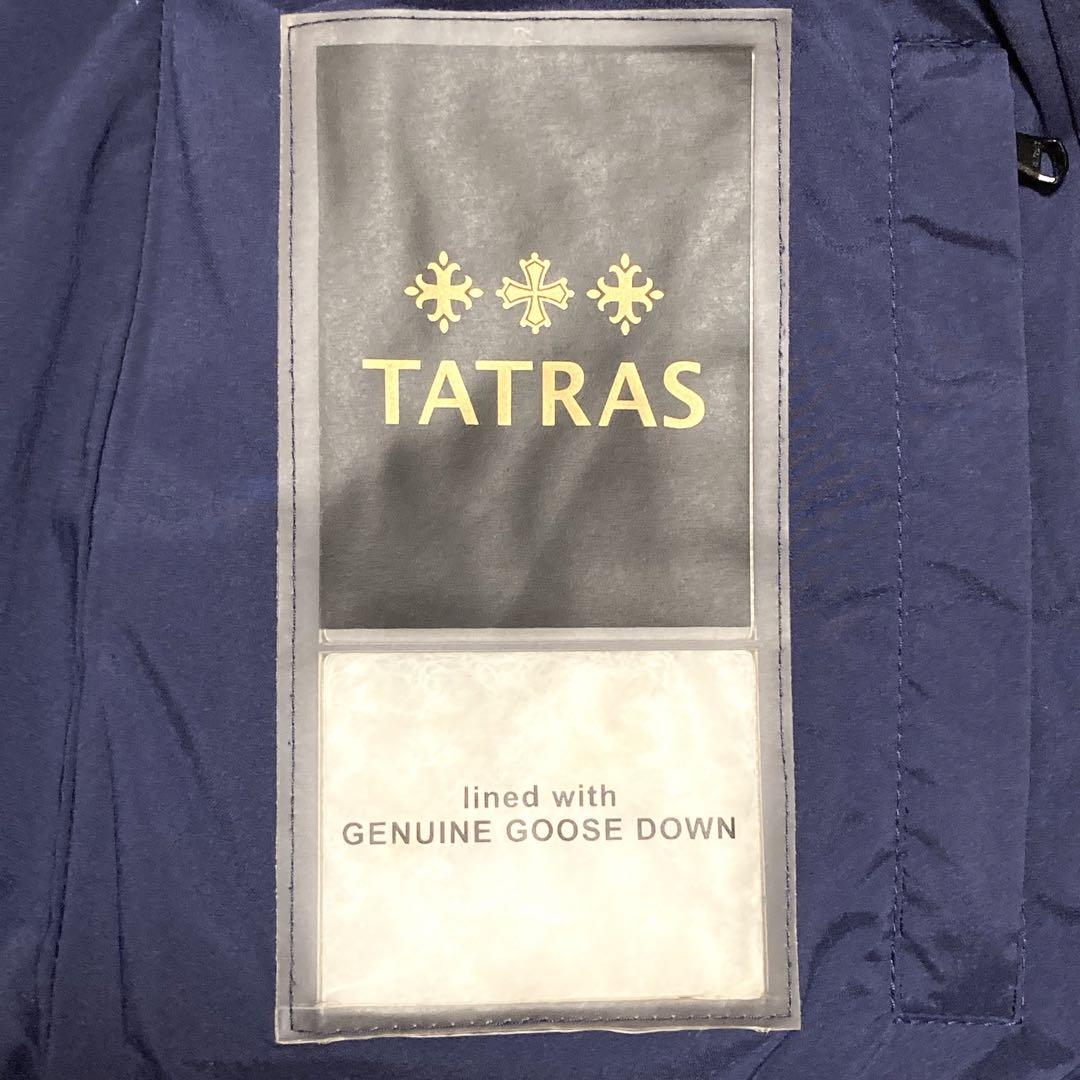 TATRAS
lined with
GENUINE GOOSE DOWN